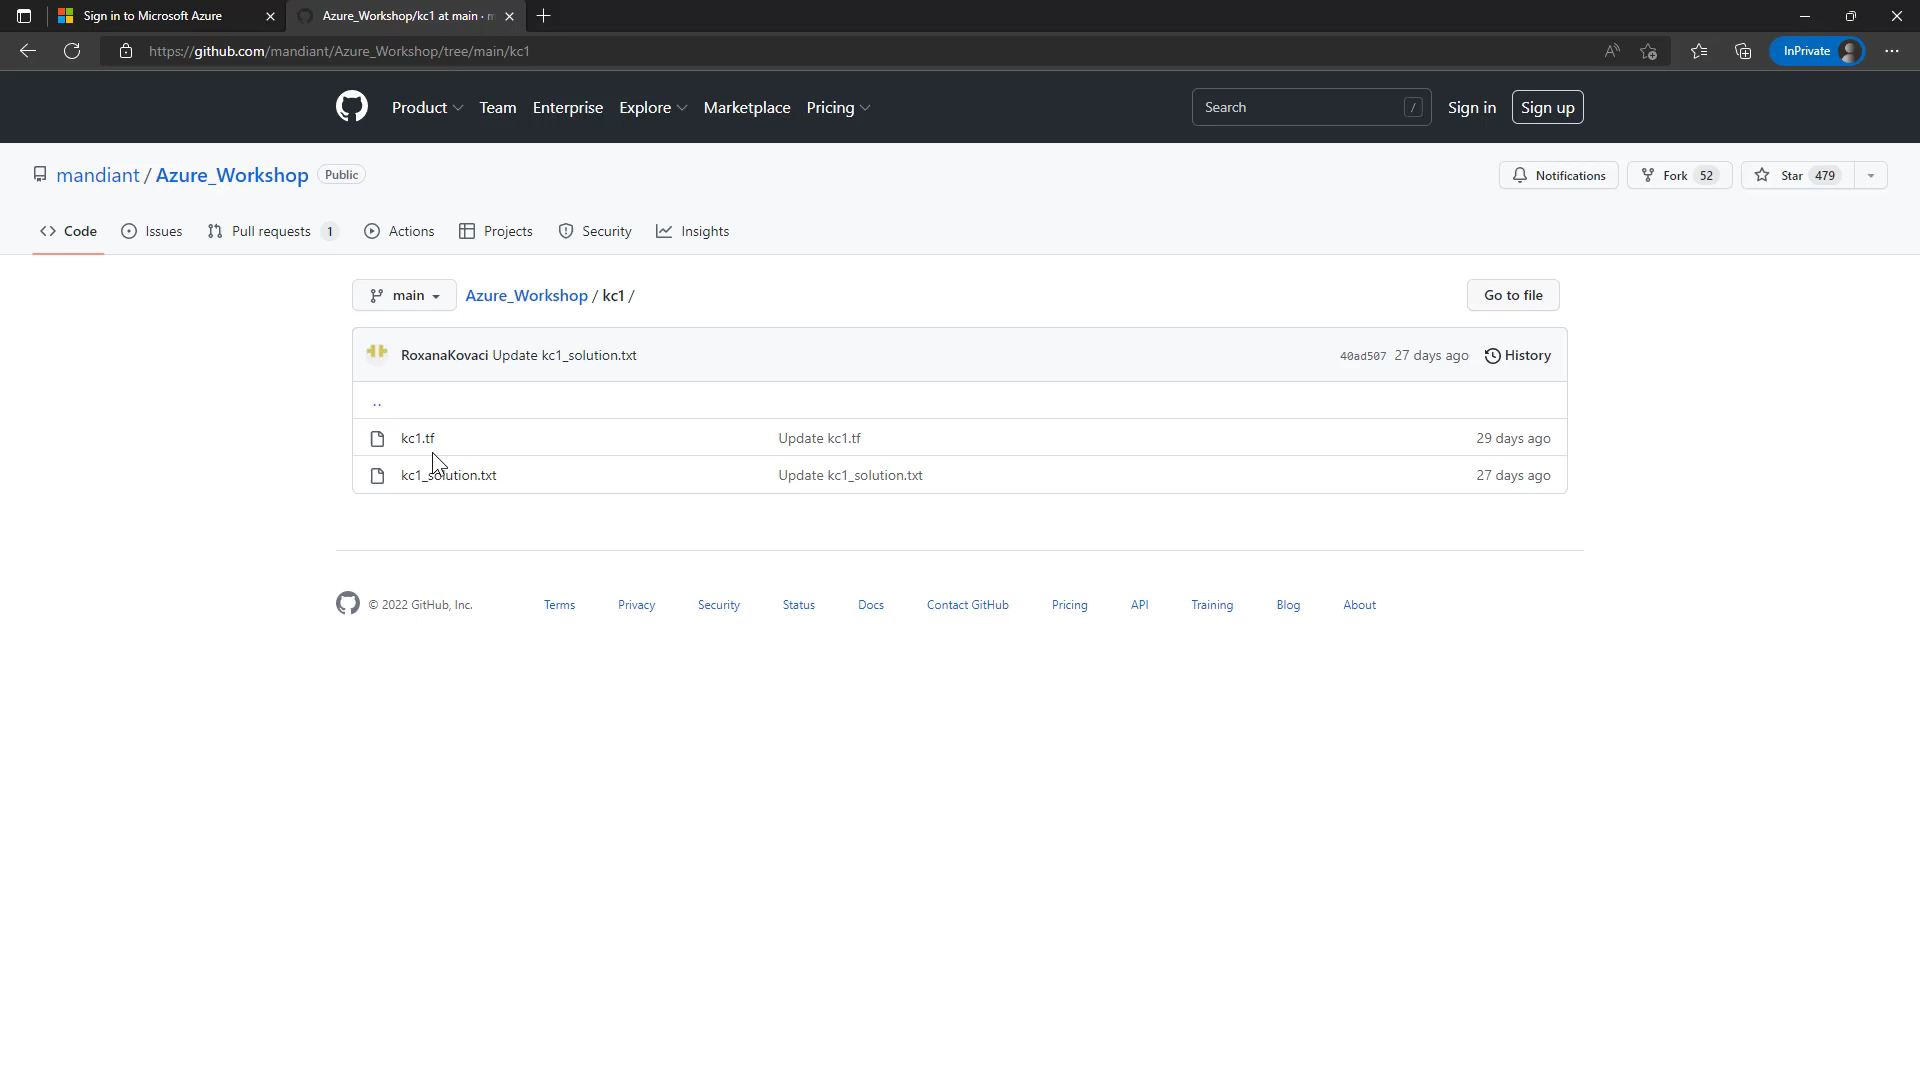 Sign in to Microsoft Azure
Azure_Workshop/kc1 at main ·
https://github.com/mandiant/Azure_Workshop/tree/main/kc1
InPrivate
Product Team Enterprise Explore Marketplace Pricing
Search /
Sign in
Sign up
mandiant / Azure_Workshop Public
Notifications
Fork 52
Star 479
Code Issues Pull requests 1 Actions Projects Security Insights
main
Azure_Workshop / kc1 /
Go to file
RoxanaKovaci Update kc1_solution.txt
40ad507 27 days ago History
..
kc1.tf Update kc1.tf 29 days ago
kc1_solution.txt Update kc1_solution.txt 27 days ago
© 2022 GitHub, Inc. Terms Privacy Security Status Docs Contact GitHub Pricing API Training Blog About